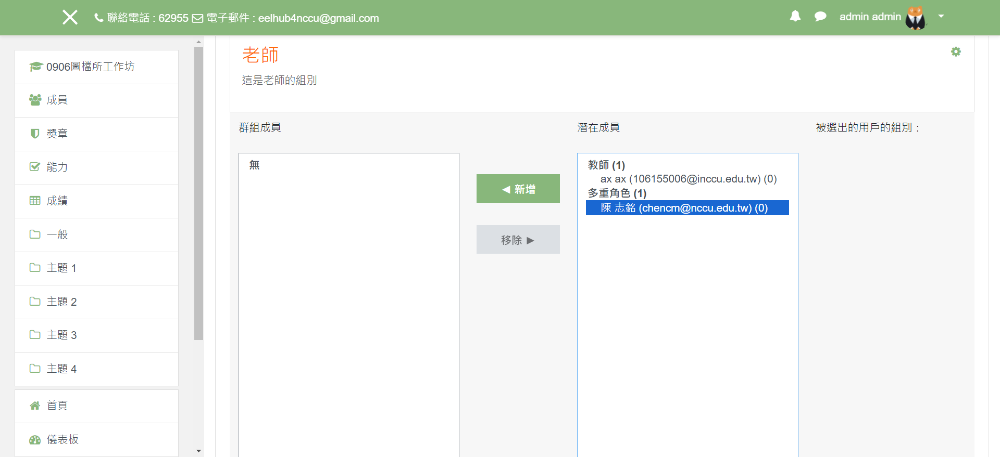 聯絡電話 : 62955 電子郵件 : eelhub4nccu@gmail.com
admin admin
0906圖檔所工作坊
成員
獎章
能力
成績
一般
主題 1
主題 2
主題 3
主題 4
首頁
儀表板
老師
這是老師的組別
群組成員
無
◀ 新增
移除 ▶
潛在成員
教師 (1)
ax ax (106155006@inccu.edu.tw) (0)
多重角色 (1)
陳 志銘 (chencm@nccu.edu.tw) (0)
被選出的用戶的組別：